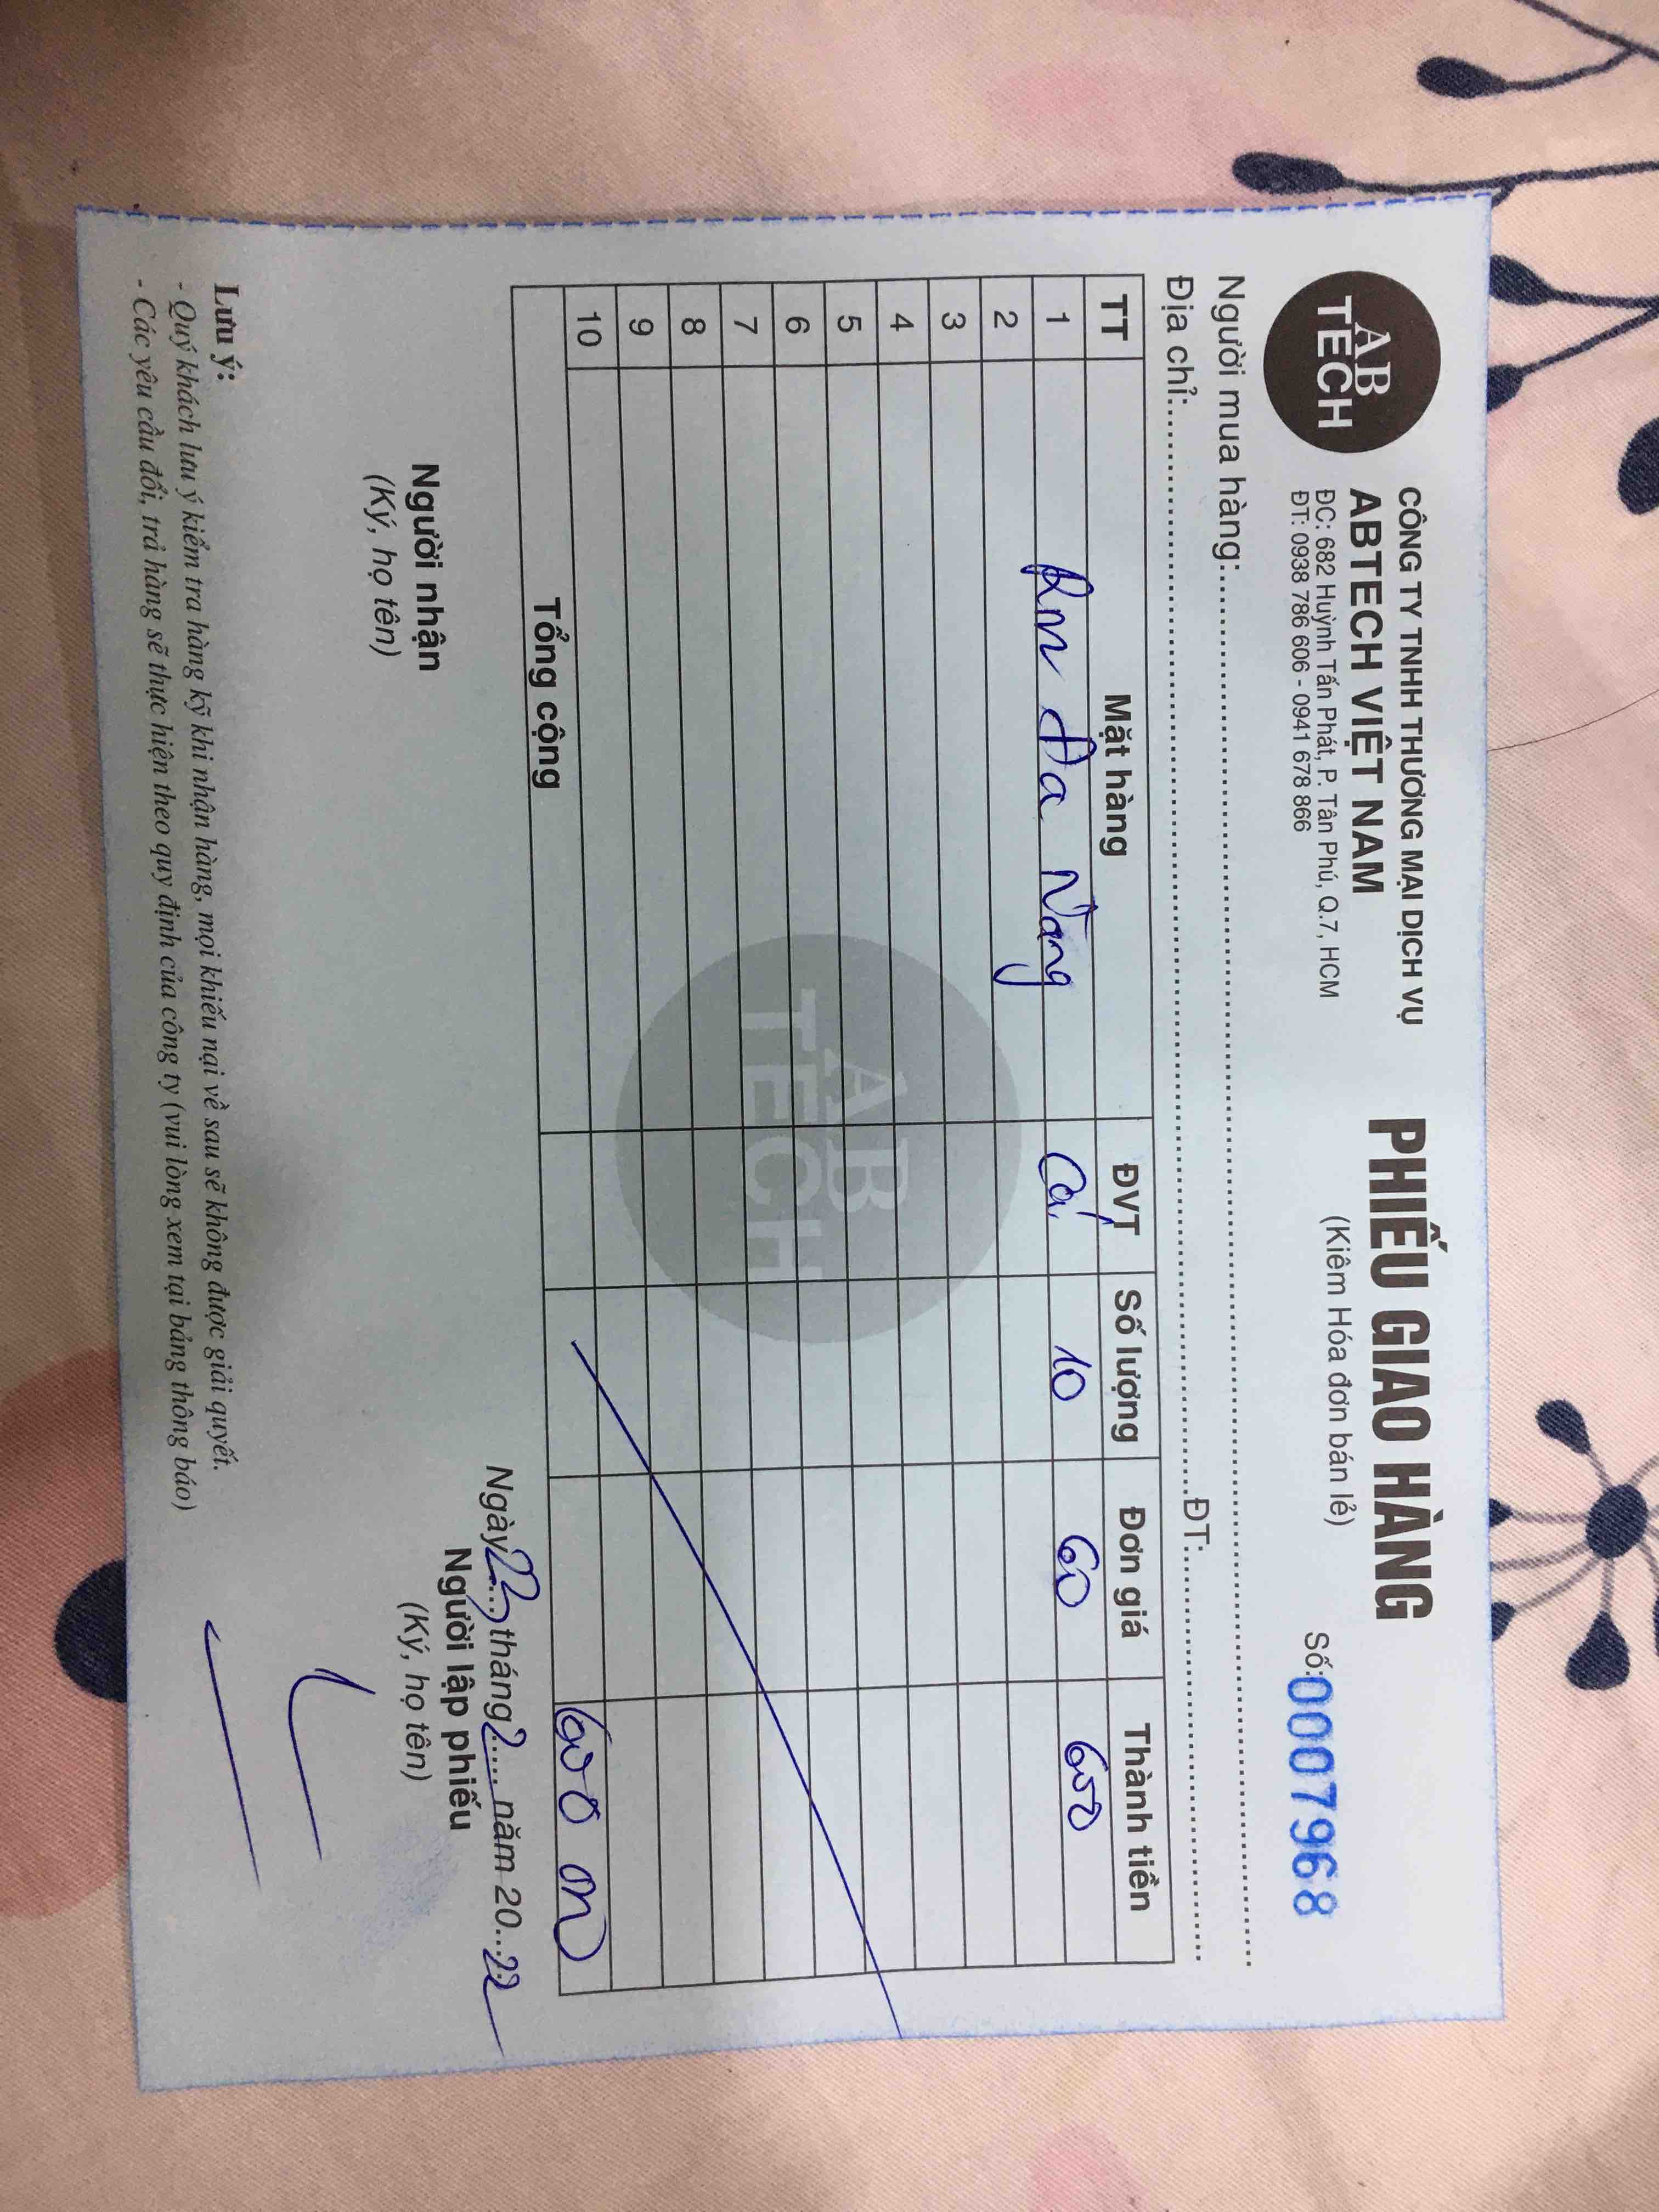 AB
TECH
CÔNG TY TNHH THƯƠNG MẠI DỊCH VỤ
ABTECH VIỆT NAM
ĐC: 682 Huỳnh Tấn Phát, P. Tân Phú, Q.7, HCM
ĐT: 0938 786 606 - 0941 678 866
PHIẾU GIAO HÀNG
(Kiêm Hóa đơn bán lẻ)
Số: 0007968
Người mua hàng:
Địa chỉ: ĐT:
TT Mặt hàng ĐVT Số lượng Đơn giá Thành tiền
1 Rm Đa Năng Cái 10 60 600
2
3
4
5
6
7
8
9
10
Tổng cộng 600
AB
TECH
Ngày 22 tháng 2 năm 2022
Người nhận Người lập phiếu
(Ký, họ tên) (Ký, họ tên)
Lưu ý:
- Quý khách lưu ý kiểm tra hàng kỹ khi nhận hàng, mọi khiếu nại về sau sẽ không được giải quyết.
- Các yêu cầu đổi, trả hàng sẽ thực hiện theo quy định của công ty (vui lòng xem tại bảng thông báo)